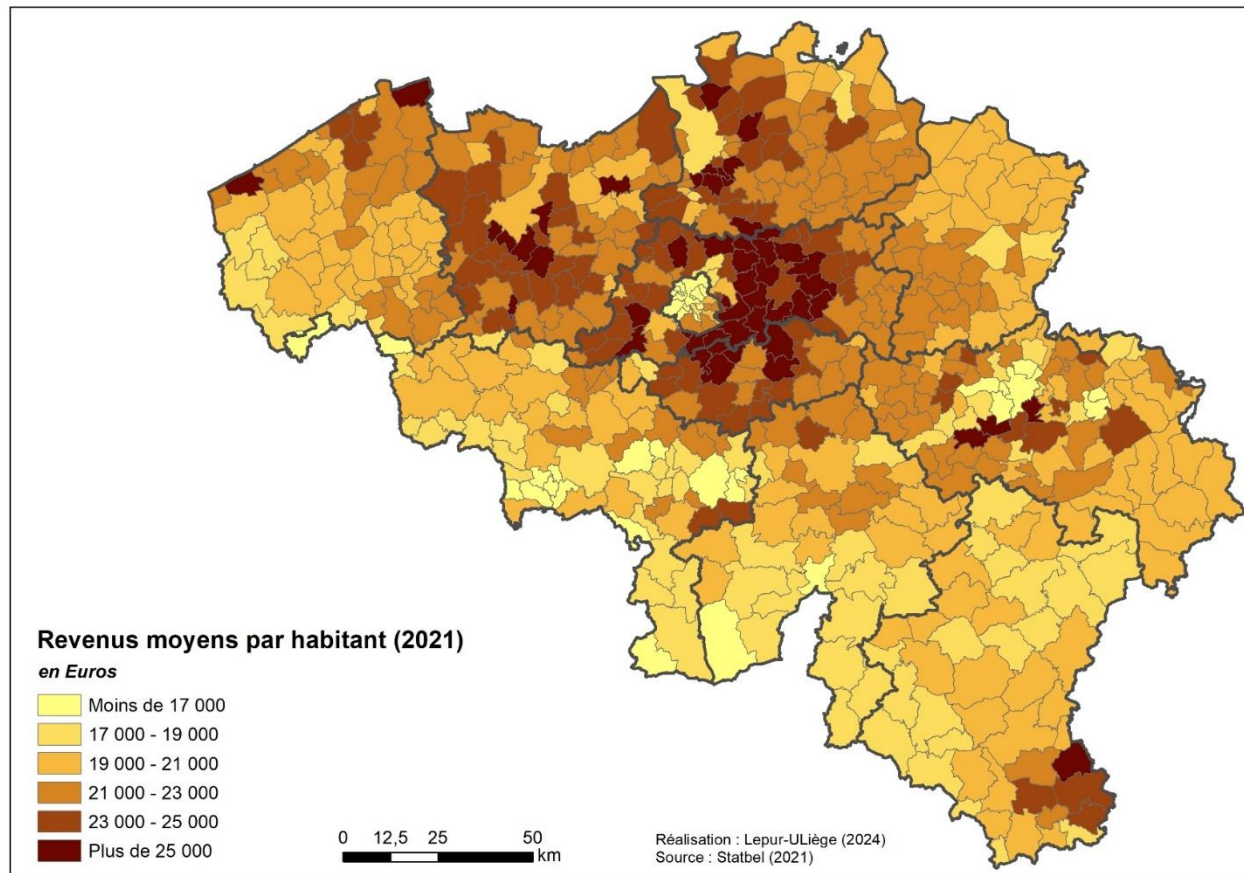 Revenus moyens par habitant (2021)
en Euros
Moins de 17 000
17 000 - 19 000
19 000 - 21 000
21 000 - 23 000
23 000 - 25 000
Plus de 25 000
0 12,5 25 50
km
Réalisation : Lepur-ULiège (2024)
Source : Statbel (2021)